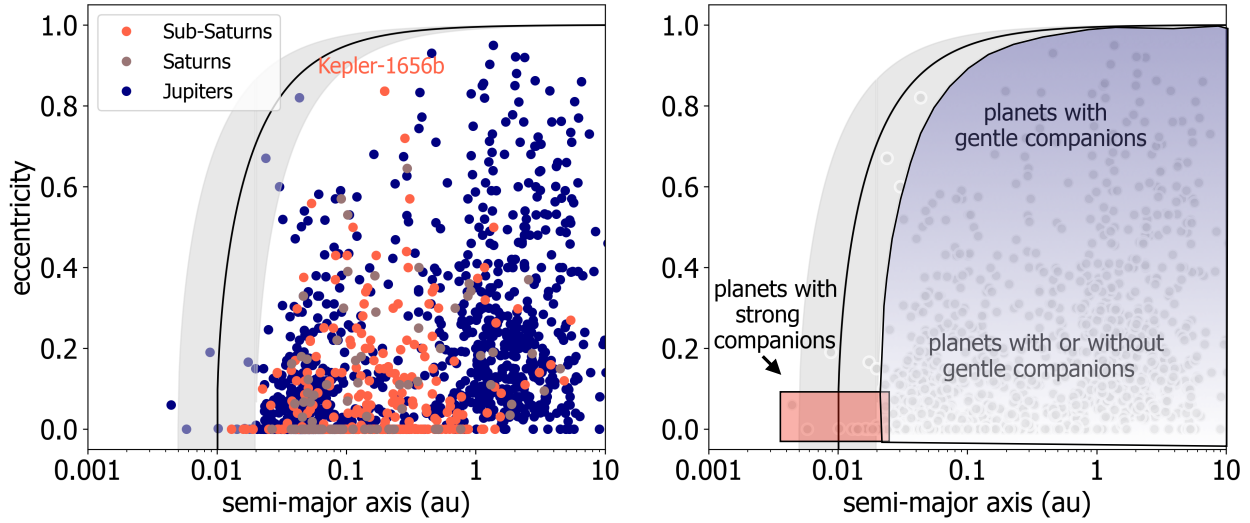 1.0
0.8
0.6
0.4
0.2
0.0
eccentricity
Sub-Saturns
Saturns
Jupiters
Kepler-1656b
0.001
0.01
0.1
1
10
semi-major axis (au)
1.0
0.8
0.6
0.4
0.2
0.0
planets with
gentle companions
planets with
strong
companions
planets with or without
gentle companions
0.001
0.01
0.1
1
10
semi-major axis (au)